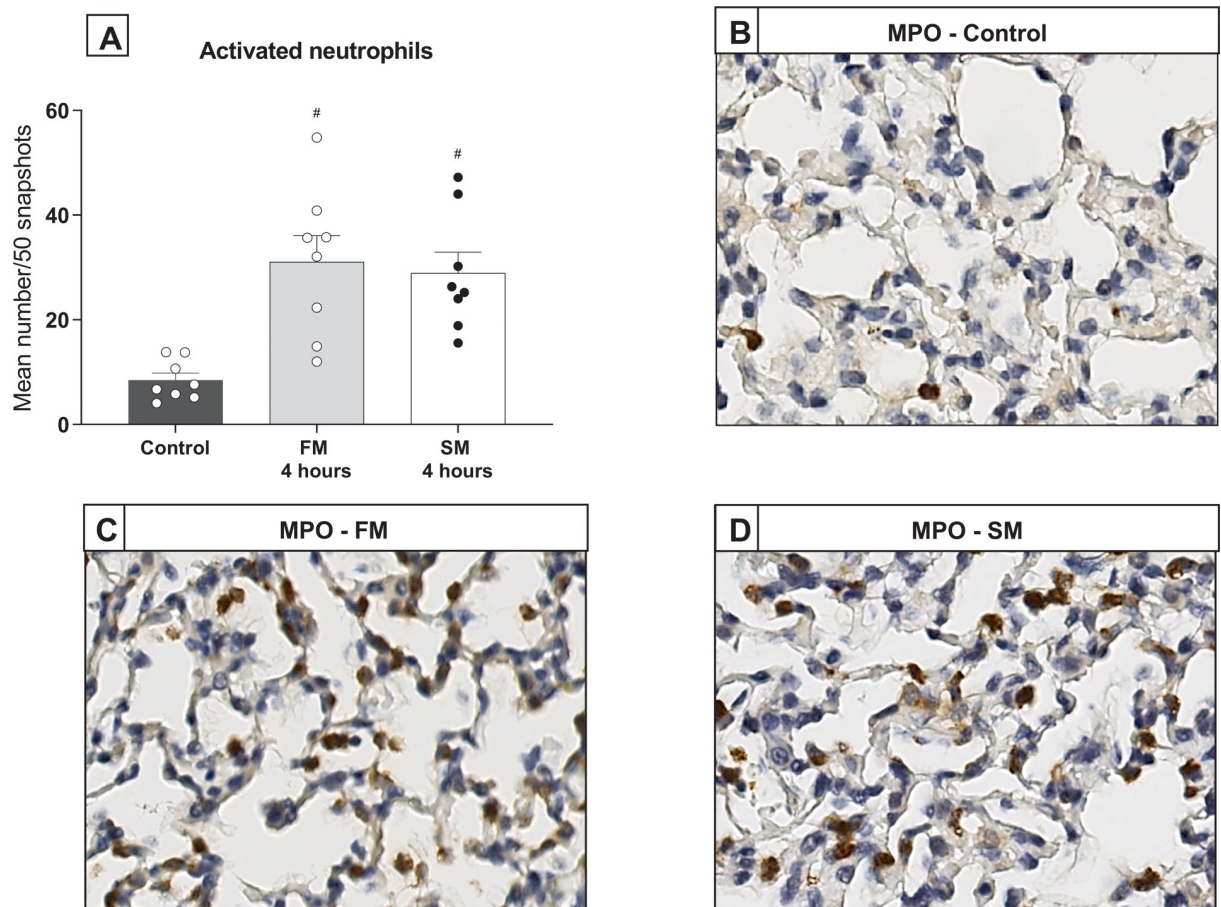 A
Activated neutrophils
Mean number/50 snapshots
60
40
20
0
#
#
Control
FM
4 hours
SM
4 hours
B
MPO - Control
C
MPO - FM
D
MPO - SM